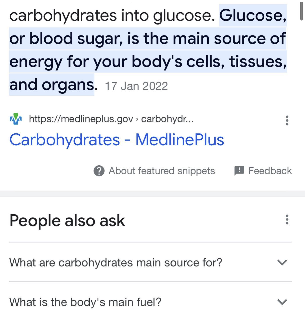 carbohydrates into glucose. Glucose,
or blood sugar, is the main source of
energy for your body's cells, tissues,
and organs. 17 Jan 2022
https://medlineplus.gov › carbohydr...
Carbohydrates - MedlinePlus
About featured snippets Feedback
People also ask
What are carbohydrates main source for?
What is the body's main fuel?